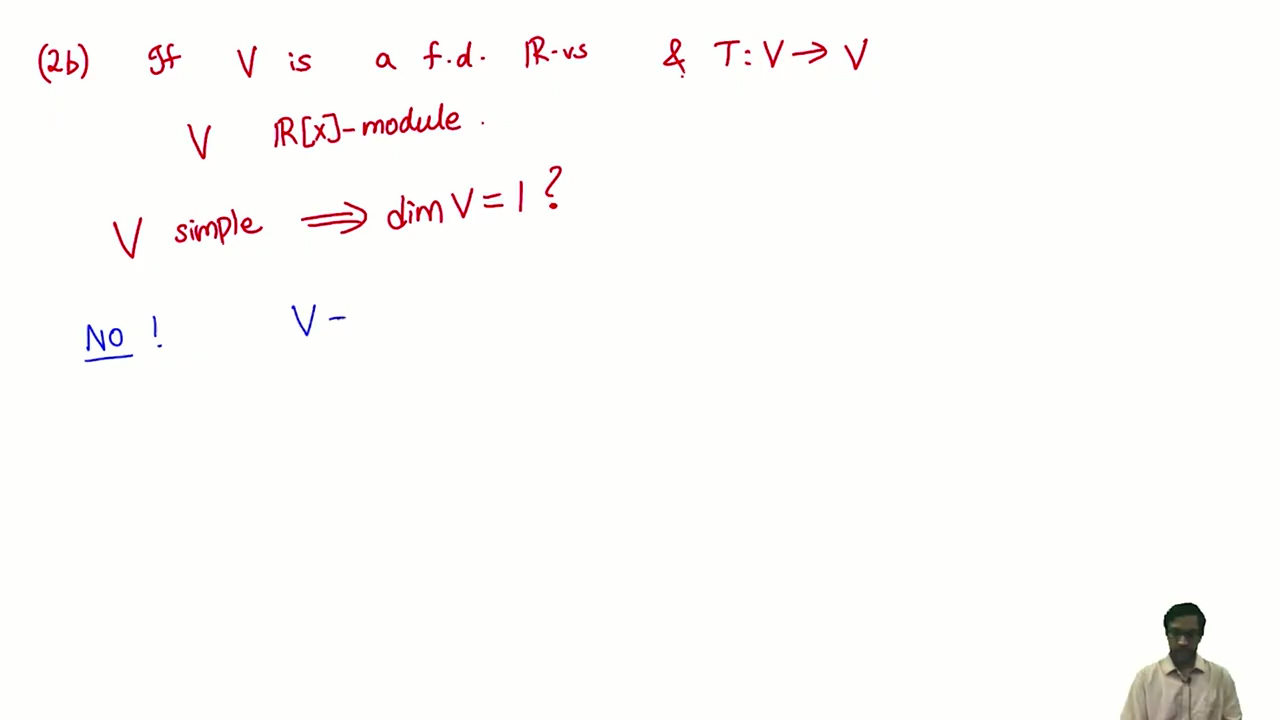 (2b) If V is a f.d. ℝ-vs & T: V → V
V ℝ[x]-module.
V simple ⟹ dim V = 1 ?
NO ! V -